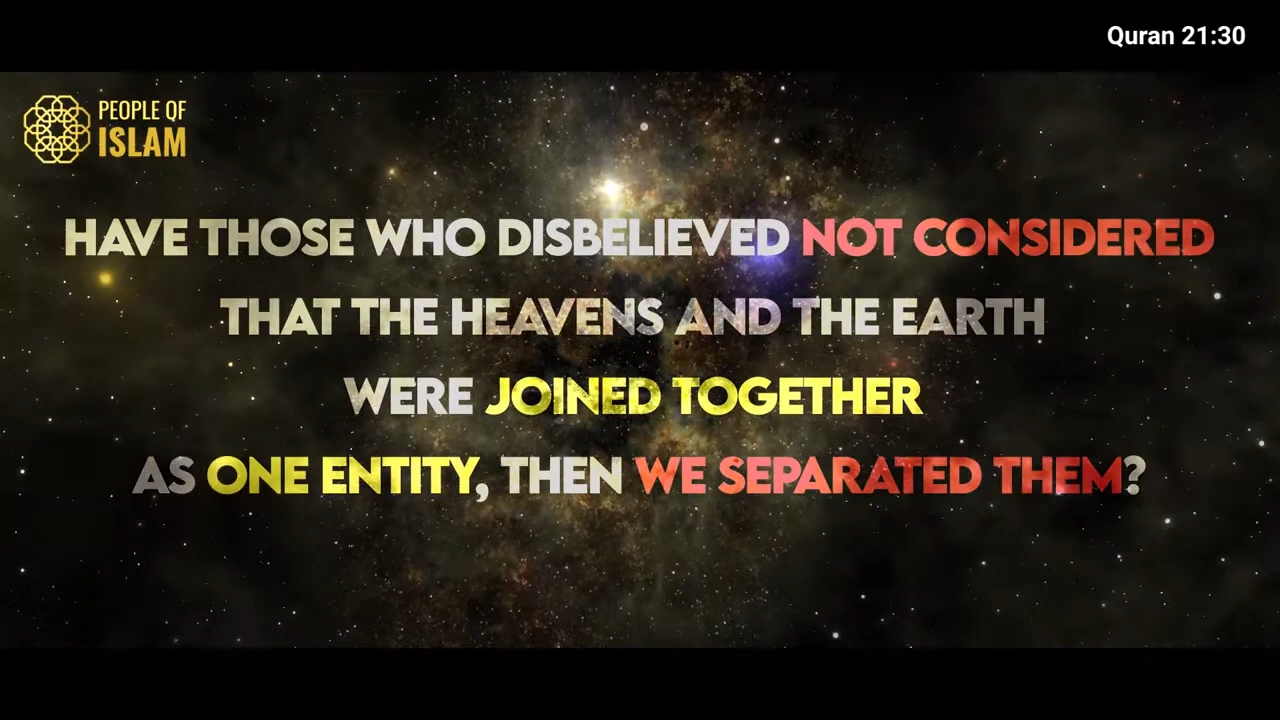 Quran 21:30
PEOPLE OF
ISLAM
HAVE THOSE WHO DISBELIEVED NOT CONSIDERED
THAT THE HEAVENS AND THE EARTH
WERE JOINED TOGETHER
AS ONE ENTITY, THEN WE SEPARATED THEM?